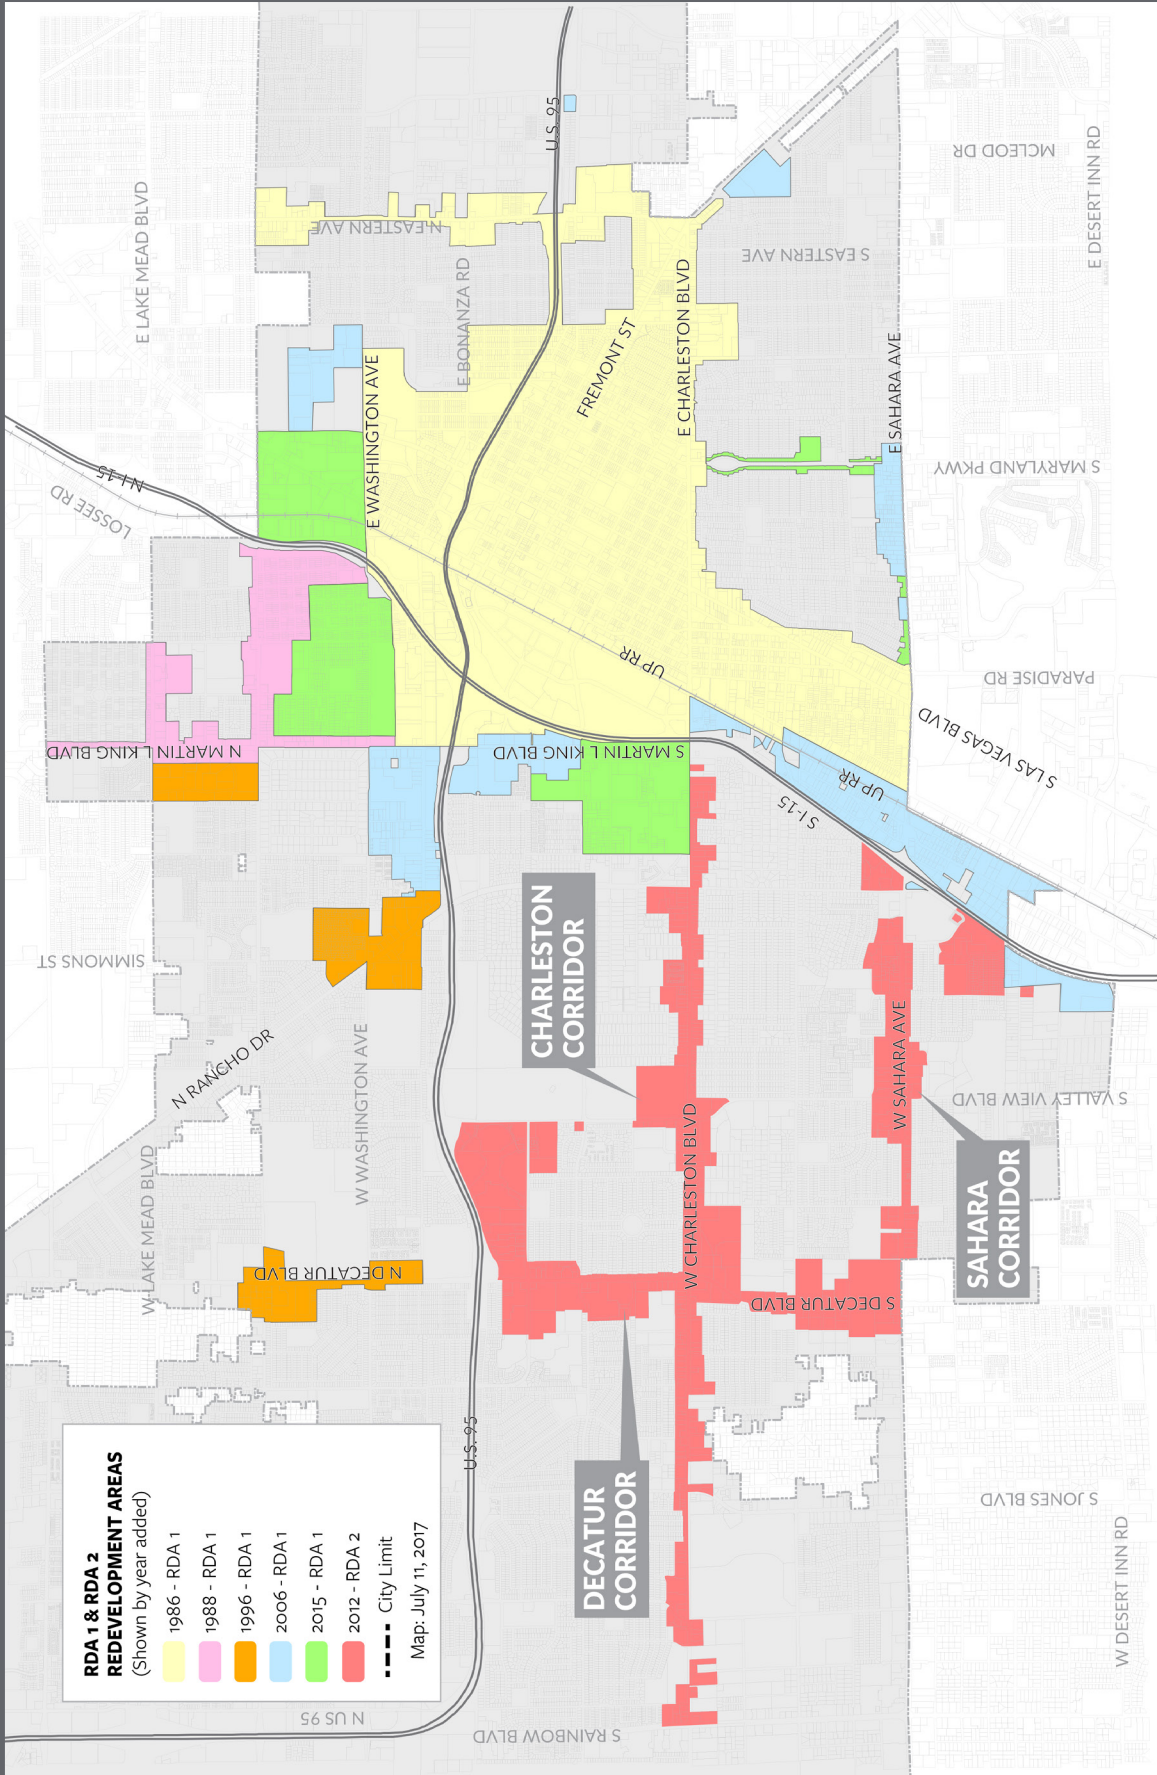 RDA 1 & RDA 2
REDEVELOPMENT AREAS
(Shown by year added)
1986 - RDA 1
1988 - RDA 1
1996 - RDA 1
2006 - RDA1
2015 - RDA 1
2012 - RDA 2
City Limit
Map: July 11, 2017
N US 95
S RAINBOW BLVD
U.S. 95
W LAKE MEAD BLVD
N DECATUR BLVD
W WASHINGTON AVE
N RANCHO DR
SIMMONS ST
N MARTIN L KING BLVD
S MARTIN L KING BLVD
LOSSEE RD
N I-15
E LAKE MEAD BLVD
E WASHINGTON AVE
N EASTERN AVE
E BONANZA RD
U.S. 95
FREMONT ST
E CHARLESTON BLVD
UP RR
DECATUR
CORRIDOR
CHARLESTON
CORRIDOR
W CHARLESTON BLVD
S DECATUR BLVD
W SAHARA AVE
SAHARA
CORRIDOR
S VALLEY VIEW BLVD
S I-15
UP RR
S LAS VEGAS BLVD
PARADISE RD
S MARYLAND PKWY
E SAHARA AVE
S EASTERN AVE
MCLEOD DR
E DESERT INN RD
S JONES BLVD
W DESERT INN RD